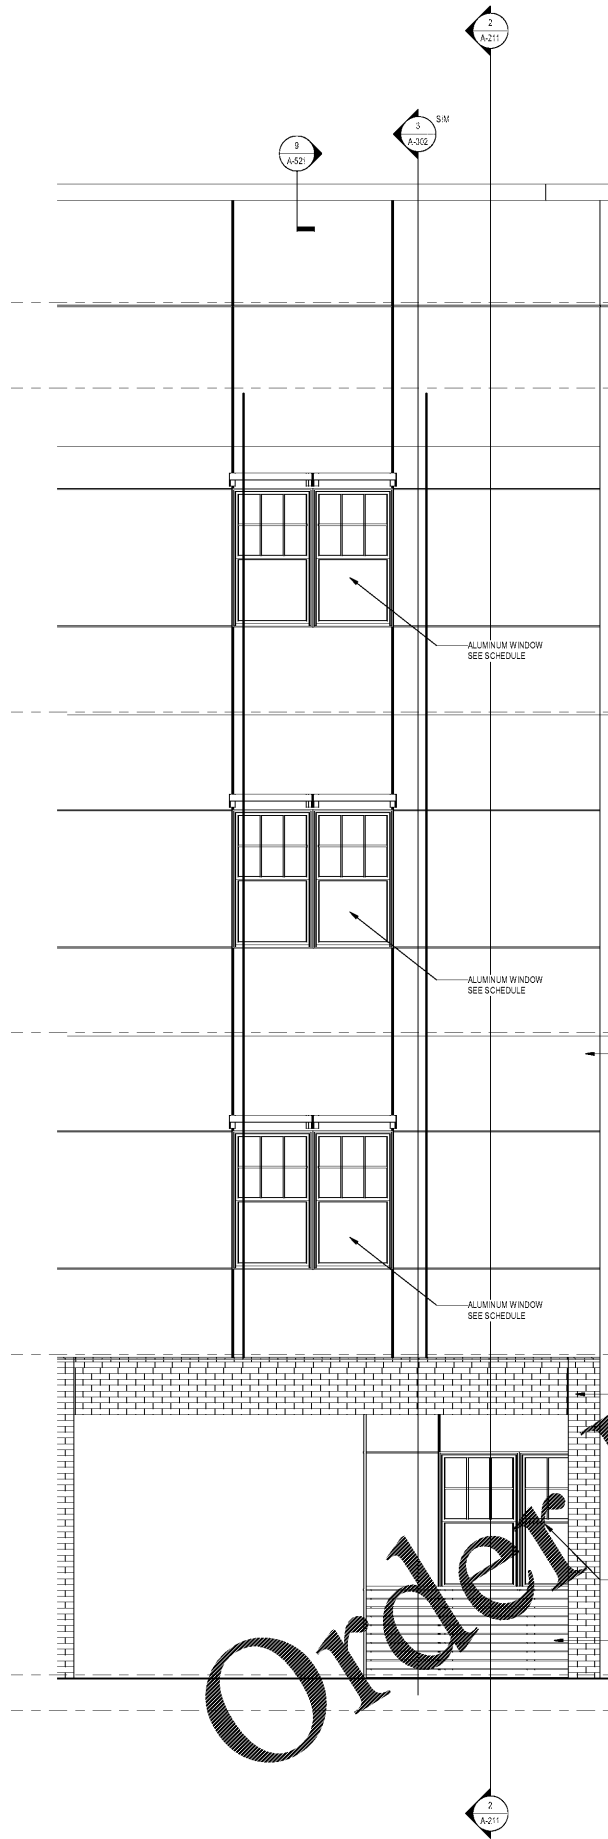 2
A-211
3
A-302
SIM
9
A-521
ALUMINUM WINDOW
SEE SCHEDULE
ALUMINUM WINDOW
SEE SCHEDULE
ALUMINUM WINDOW
SEE SCHEDULE
Order
2
A-211